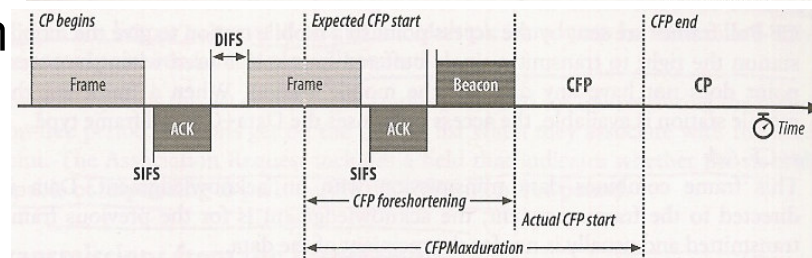 n
CP begins
Expected CFP start
CFP end
DIFS
Frame
Frame
Beacon
CFP
CP
ACK
ACK
Time
SIFS
SIFS
CFP foreshortening
Actual CFP start
CFPMaxduration